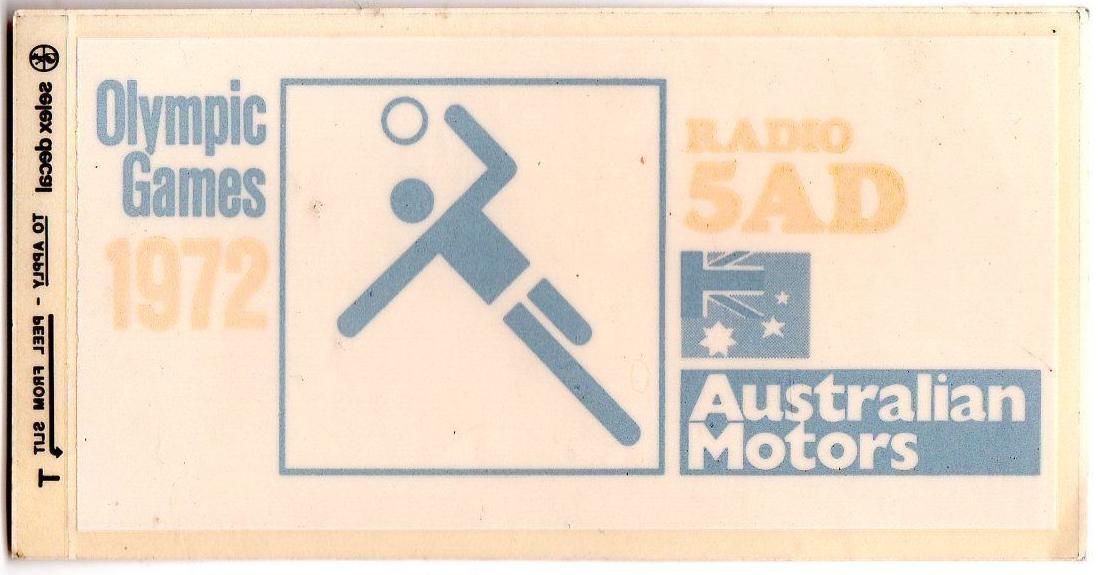 selex decal
TO APPLY - PEEL FROM SLIT
Olympic
Games
1972
RADIO
5AD
Australian
Motors